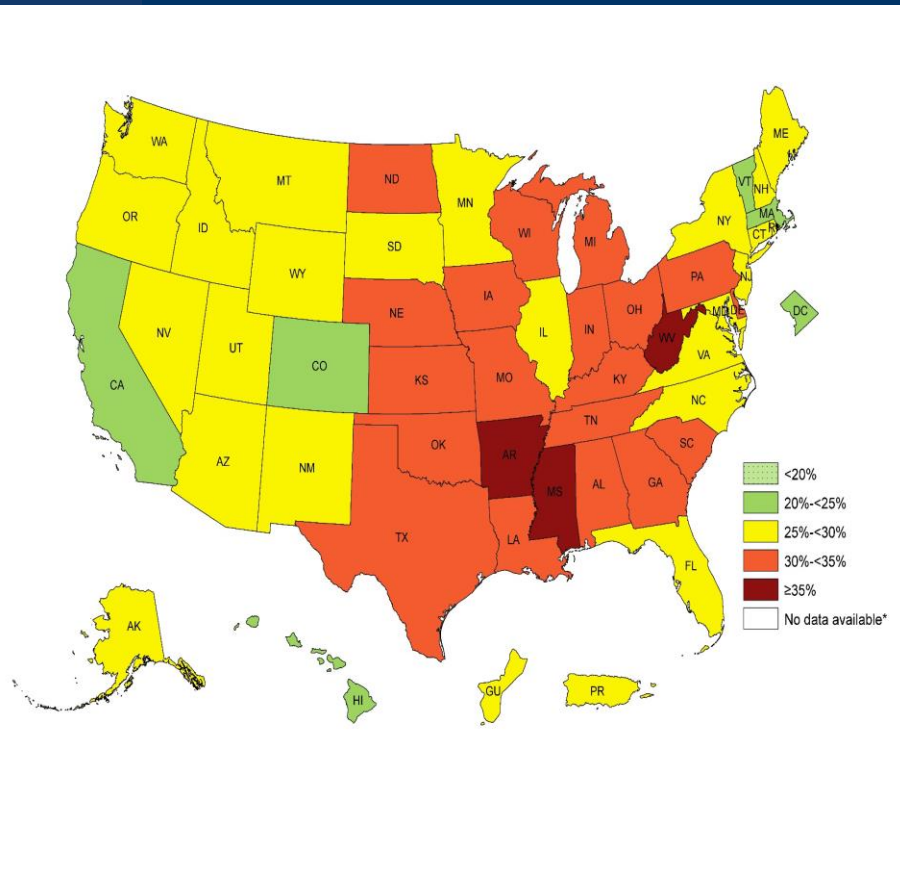 WA
MT
ND
MN
ME
OR
ID
SD
WI
MI
VT
NH
NY
MA
CT
RI
WY
NE
IA
PA
NJ
NV
UT
CO
KS
MO
IL
IN
OH
WV
MD
DE
DC
VA
KY
CA
AZ
NM
OK
AR
TN
NC
SC
TX
LA
MS
AL
GA
FL
<20%
20%-<25%
25%-<30%
30%-<35%
≥35%
No data available*
AK
HI
GU
PR